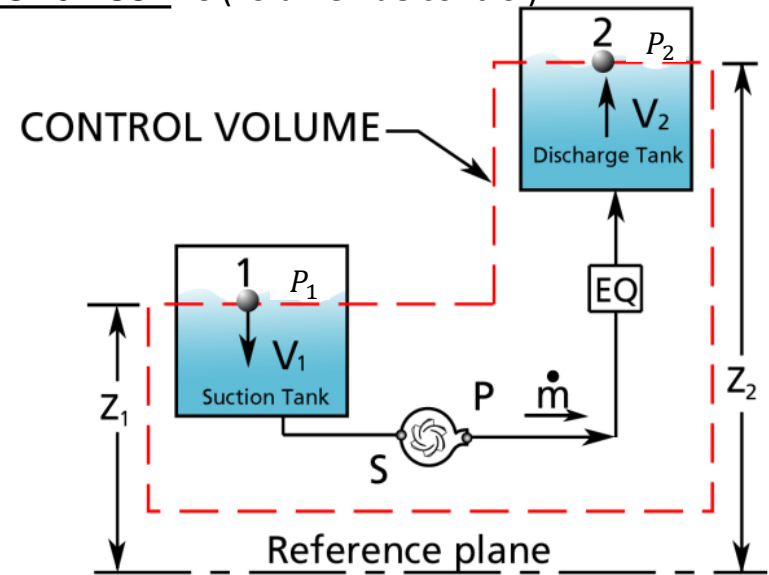 2
P₂
CONTROL VOLUME
V₂
Discharge Tank
1
P₁
EQ
V₁
Suction Tank
Z₁
P
ṁ
Z₂
S
Reference plane